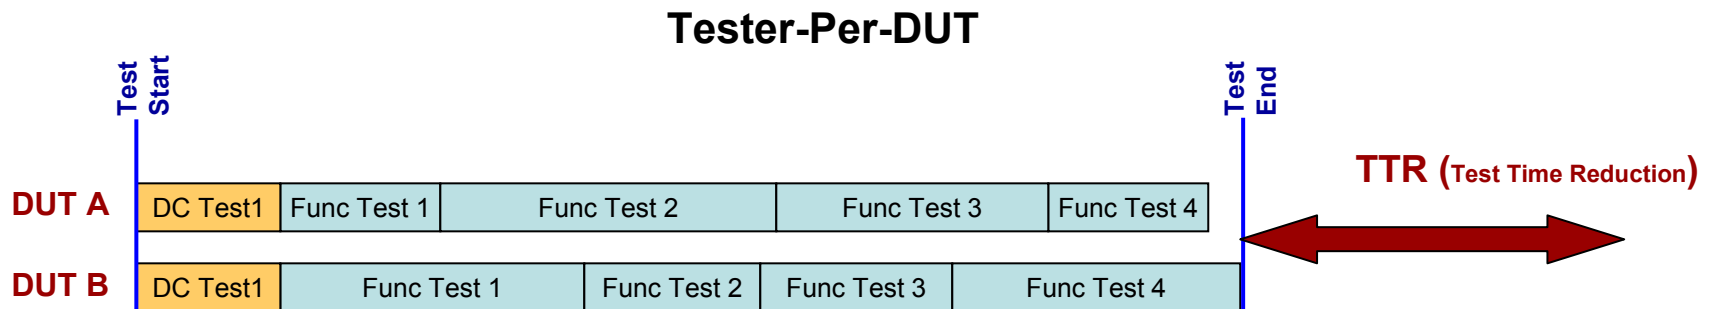 Tester-Per-DUT
Test
Start
Test
End
TTR (Test Time Reduction)
DUT A
DC Test1
Func Test 1
Func Test 2
Func Test 3
Func Test 4
DUT B
DC Test1
Func Test 1
Func Test 2
Func Test 3
Func Test 4